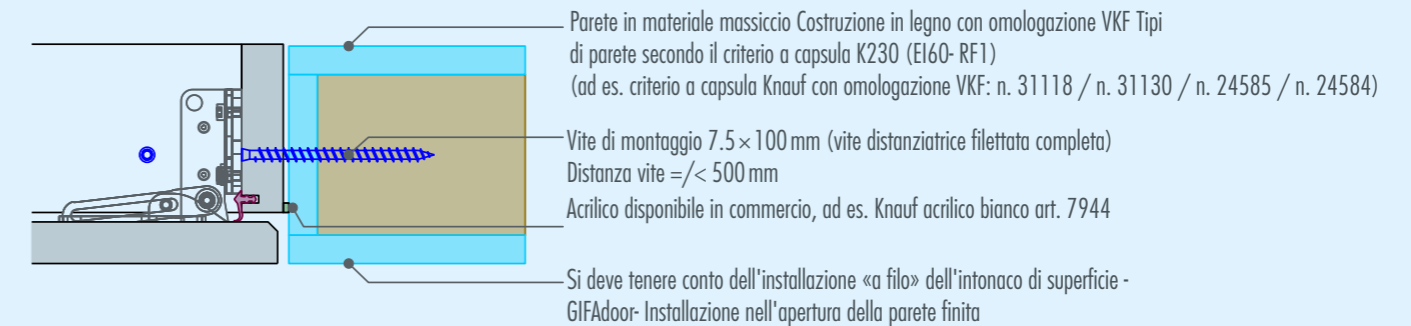 Parete in materiale massiccio Costruzione in legno con omologazione VKF Tipi
di parete secondo il criterio a capsula K230 (EI60- RF1)
(ad es. criterio a capsula Knauf con omologazione VKF: n. 31118 / n. 31130 / n. 24585 / n. 24584)
Vite di montaggio 7.5 × 100 mm (vite distanziatrice filettata completa)
Distanza vite =/< 500 mm
Acrilico disponibile in commercio, ad es. Knauf acrilico bianco art. 7944
Si deve tenere conto dell'installazione «a filo» dell'intonaco di superficie -
GIFAdoor- Installazione nell'apertura della parete finita